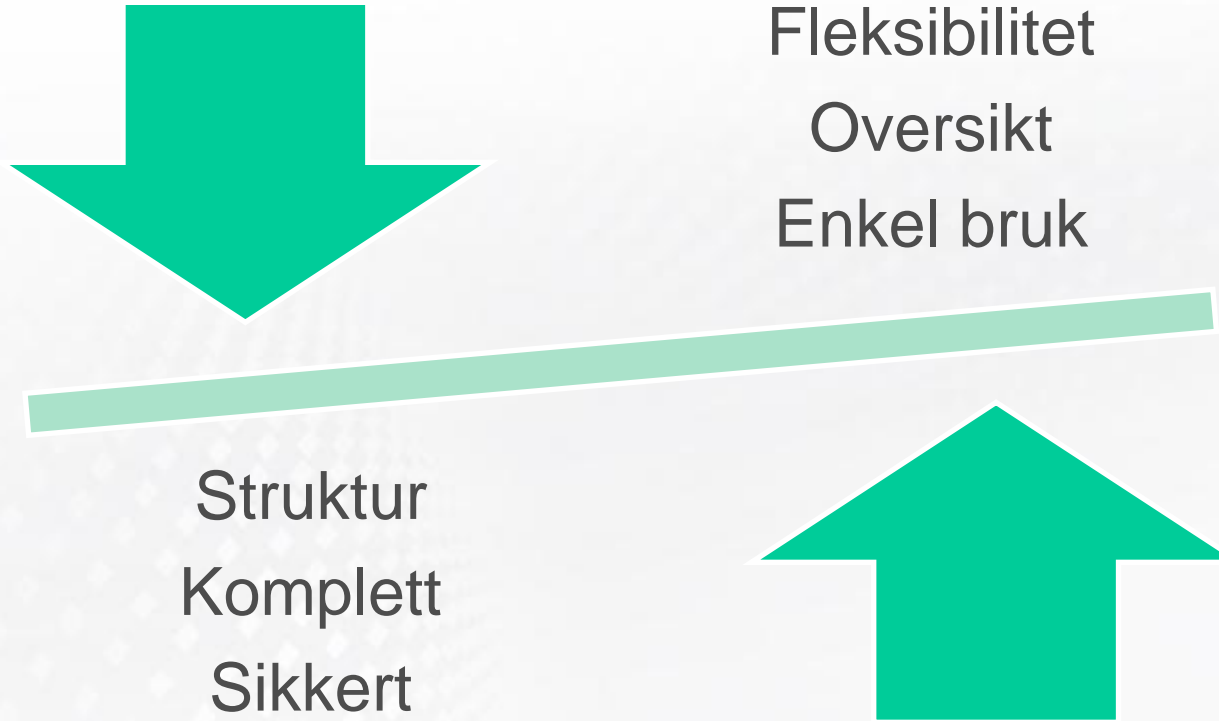 Fleksibilitet
Oversikt
Enkel bruk
Struktur
Komplett
Sikkert